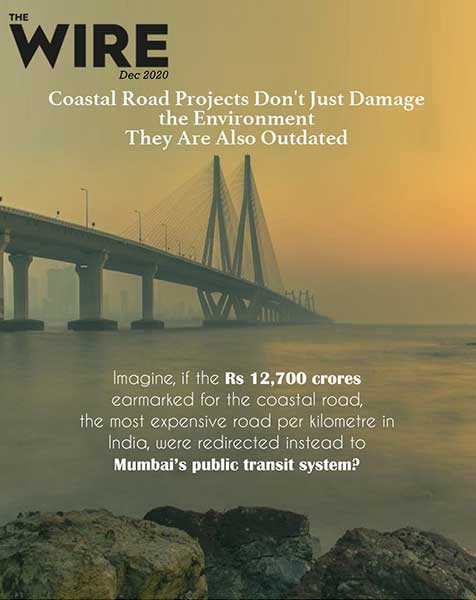 THE
WIRE
Dec 2020
Coastal Road Projects Don't Just Damage
the Environment
They Are Also Outdated
Imagine, if the Rs 12,700 crores
earmarked for the coastal road,
the most expensive road per kilometre in
India, were redirected instead to
Mumbai's public transit system?